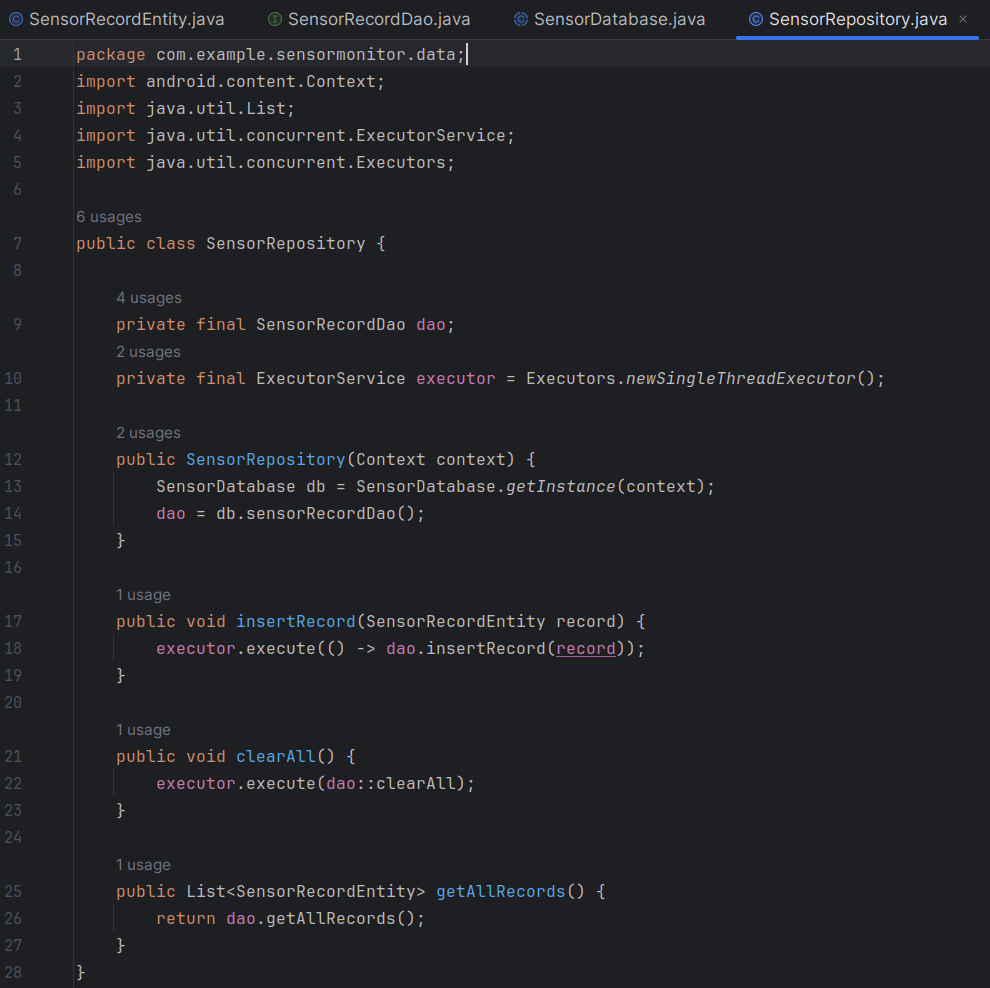 SensorRecordEntity.java SensorRecordDao.java SensorDatabase.java SensorRepository.java ×
1 package com.example.sensormonitor.data;
2 import android.content.Context;
3 import java.util.List;
4 import java.util.concurrent.ExecutorService;
5 import java.util.concurrent.Executors;
6
6 usages
7 public class SensorRepository {
8
4 usages
9 private final SensorRecordDao dao;
2 usages
10 private final ExecutorService executor = Executors.newSingleThreadExecutor();
11
2 usages
12 public SensorRepository(Context context) {
13 SensorDatabase db = SensorDatabase.getInstance(context);
14 dao = db.sensorRecordDao();
15 }
16
1 usage
17 public void insertRecord(SensorRecordEntity record) {
18 executor.execute(() -> dao.insertRecord(record));
19 }
20
1 usage
21 public void clearAll() {
22 executor.execute(dao::clearAll);
23 }
24
1 usage
25 public List<SensorRecordEntity> getAllRecords() {
26 return dao.getAllRecords();
27 }
28 }